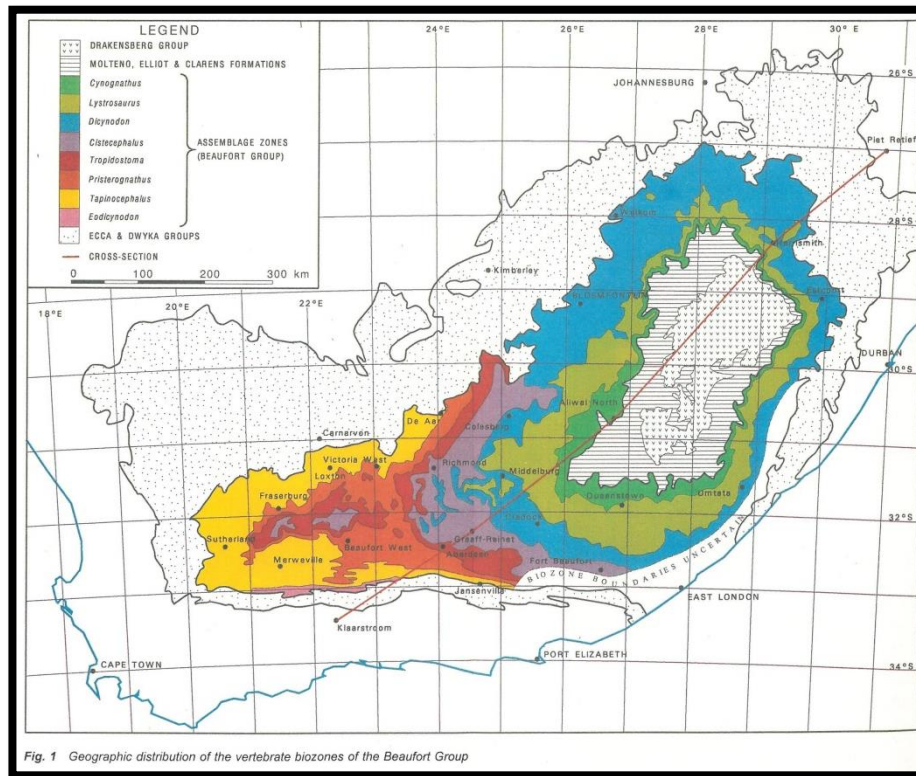 LEGEND
DRAKENSBERG GROUP
MOLTENO, ELLIOT & CLARENS FORMATIONS
Cynognathus
Lystrosaurus
Dicynodon
Cistecephalus
Tropidostoma
Pristerognathus
Tapinocephalus
Eodicynodon
ASSEMBLAGE ZONES
(BEAUFORT GROUP)
ECCA & DWYKA GROUPS
CROSS-SECTION
0 100 200 300 km
18°E
20°E
22°E
24°E
26°E
28°E
30°E
26°S
28°S
30°S
32°S
34°S
JOHANNESBURG
Piet Retief
Welkom
Harrismith
Kimberley
BLOEMFONTEIN
Estcourt
DURBAN
Aliwal North
De Aar
Colesberg
Carnarvon
Victoria West
Richmond
Middelburg
Loxton
Queenstown
Umtata
Fraserburg
Cradock
Sutherland
Graaff-Reinet
Beaufort West
Aberdeen
Merweville
Fort Beaufort
BIOZONE BOUNDARIES UNCERTAIN
Jansenville
EAST LONDON
Klaarstroom
PORT ELIZABETH
CAPE TOWN
Fig. 1 Geographic distribution of the vertebrate biozones of the Beaufort Group